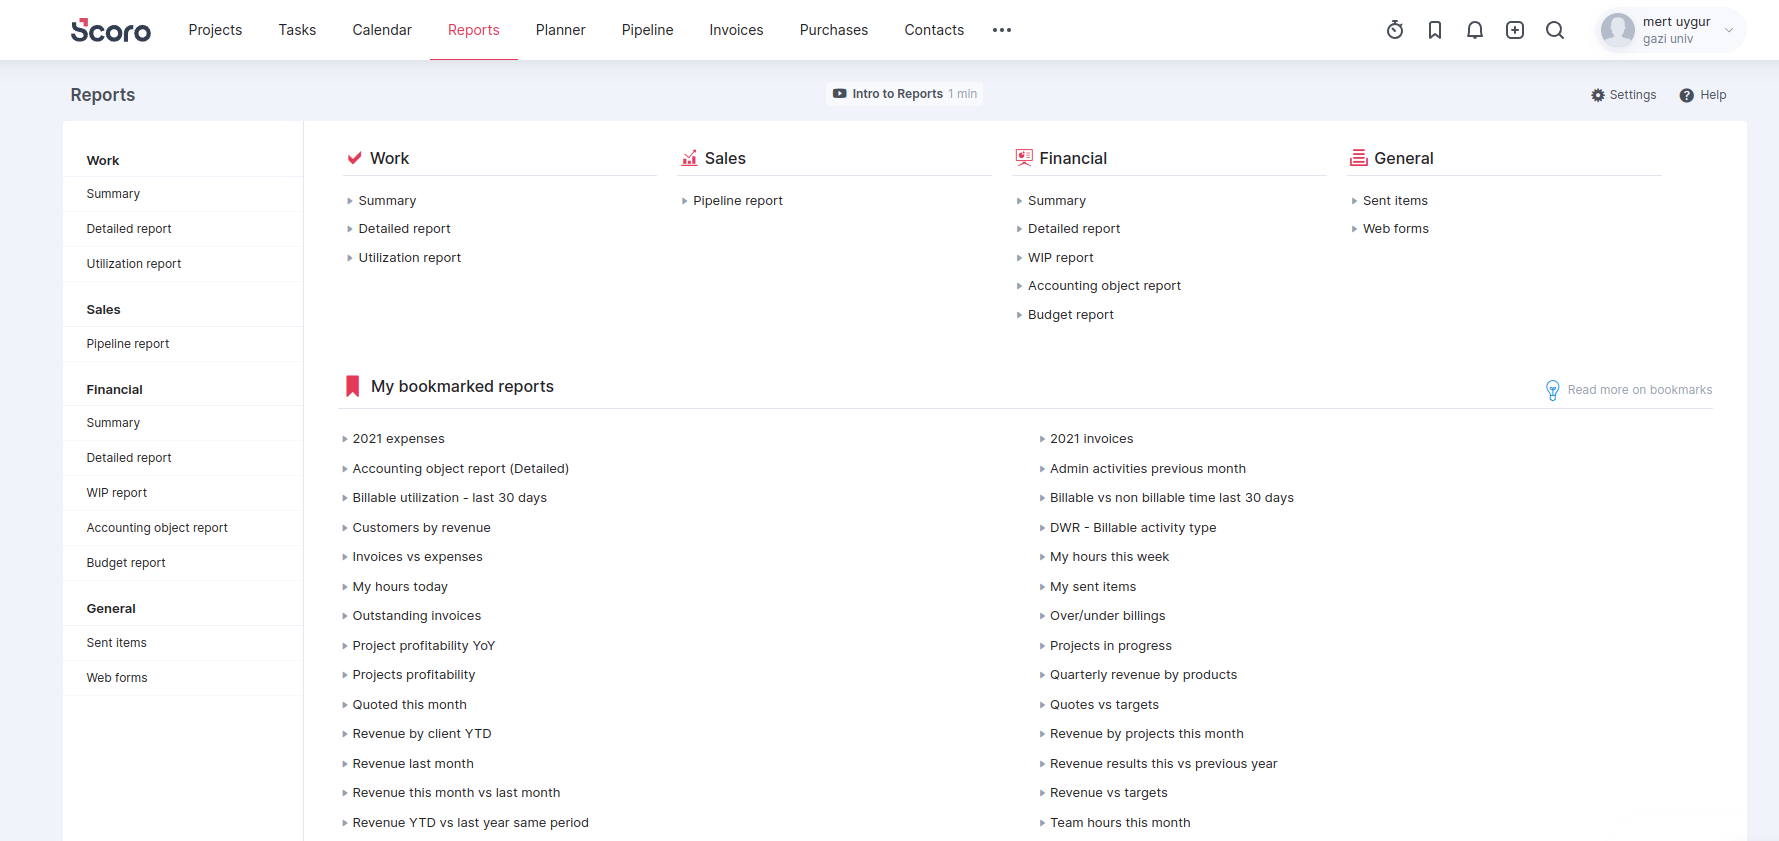 Scoro Projects Tasks Calendar Reports Planner Pipeline Invoices Purchases Contacts mert uygur
gazi univ
Reports Intro to Reports 1 min Settings Help
Work
Summary
Detailed report
Utilization report
Sales
Pipeline report
Financial
Summary
Detailed report
WIP report
Accounting object report
Budget report
General
Sent items
Web forms
Work
Summary
Detailed report
Utilization report
Sales
Pipeline report
Financial
Summary
Detailed report
WIP report
Accounting object report
Budget report
General
Sent items
Web forms
My bookmarked reports
Read more on bookmarks
2021 expenses
Accounting object report (Detailed)
Billable utilization - last 30 days
Customers by revenue
Invoices vs expenses
My hours today
Outstanding invoices
Project profitability YoY
Projects profitability
Quoted this month
Revenue by client YTD
Revenue last month
Revenue this month vs last month
Revenue YTD vs last year same period
2021 invoices
Admin activities previous month
Billable vs non billable time last 30 days
DWR - Billable activity type
My hours this week
My sent items
Over/under billings
Projects in progress
Quarterly revenue by products
Quotes vs targets
Revenue by projects this month
Revenue results this vs previous year
Revenue vs targets
Team hours this month